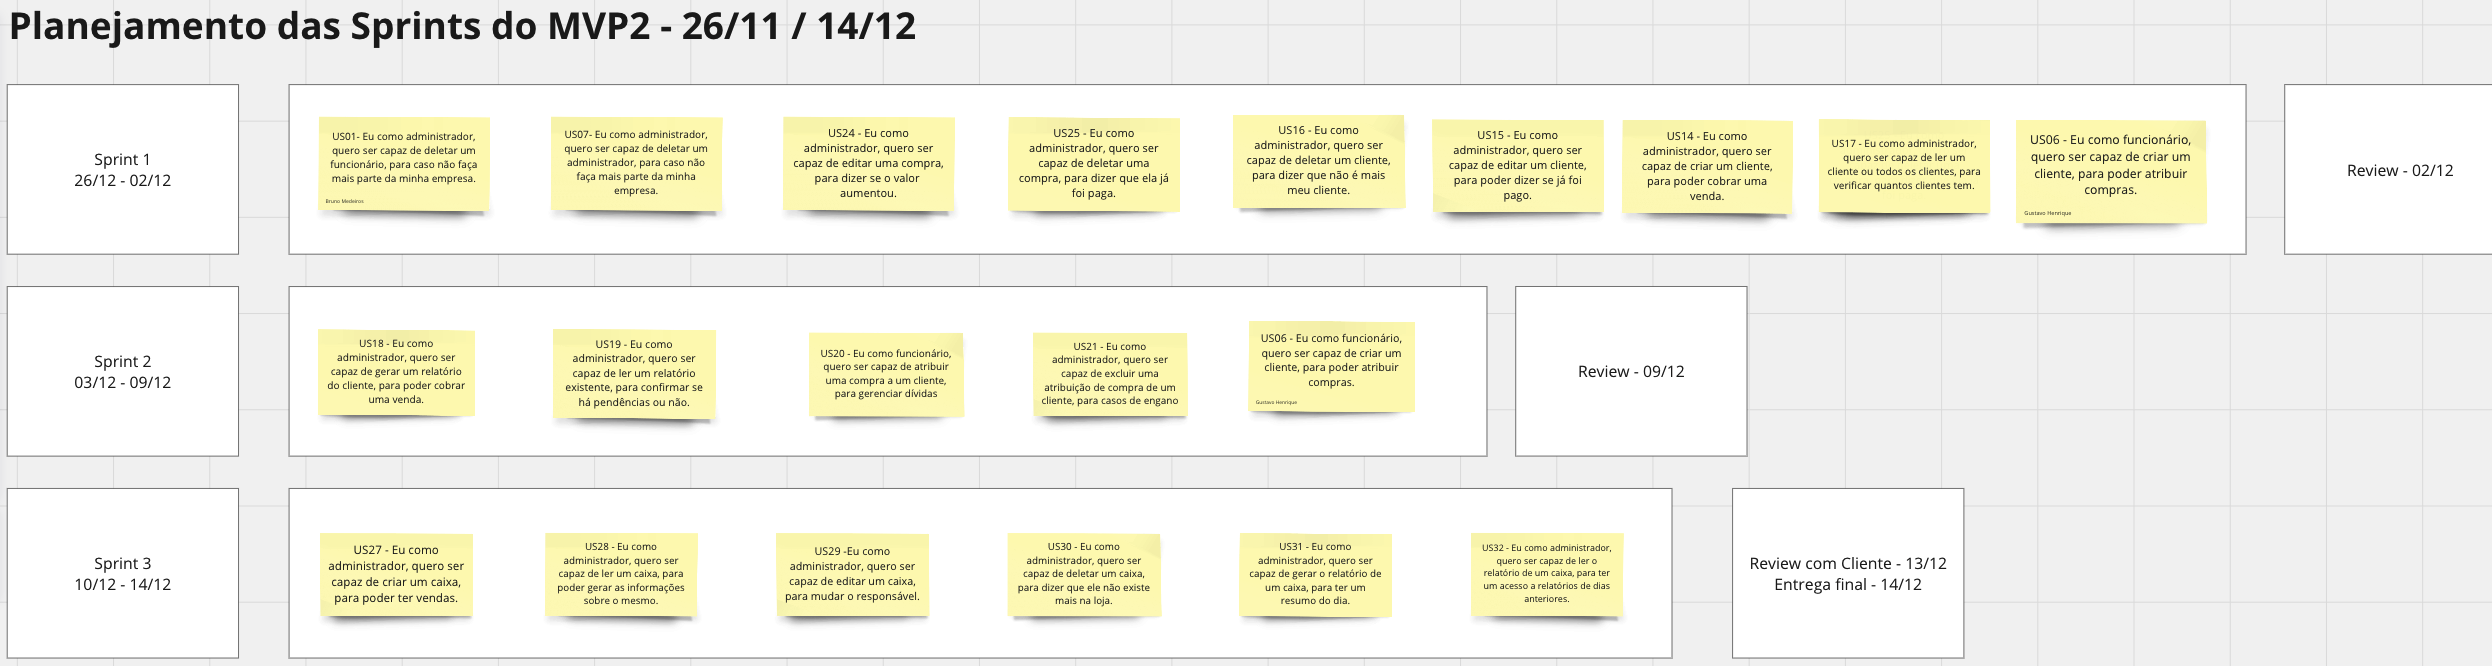 Planejamento das Sprints do MVP2 - 26/11 / 14/12
Sprint 1
26/12 - 02/12
US01- Eu como administrador,
quero ser capaz de deletar um
funcionário, para caso não faça
mais parte da minha empresa.
Bruno Medeiros
US07- Eu como administrador,
quero ser capaz de deletar um
administrador, para caso não
faça mais parte da minha
empresa.
US24 - Eu como
administrador, quero ser
capaz de editar uma compra,
para dizer se o valor
aumentou.
US25 - Eu como
administrador, quero ser
capaz de deletar uma
compra, para dizer que ela já
foi paga.
US16 - Eu como
administrador, quero ser
capaz de deletar um cliente,
para dizer que não é mais
meu cliente.
US15 - Eu como
administrador, quero ser
capaz de editar um cliente,
para poder dizer se já foi
pago.
US14 - Eu como
administrador, quero ser
capaz de criar um cliente,
para poder cobrar uma
venda.
US17 - Eu como administrador,
quero ser capaz de ler um
cliente ou todos os clientes, para
verificar quantos clientes tem.
US06 - Eu como funcionário,
quero ser capaz de criar um
cliente, para poder atribuir
compras.
Gustavo Henrique
Review - 02/12
Sprint 2
03/12 - 09/12
US18 - Eu como
administrador, quero ser
capaz de gerar um relatório
do cliente, para poder cobrar
uma venda.
US19 - Eu como
administrador, quero ser
capaz de ler um relatório
existente, para confirmar se
há pendências ou não.
US20 - Eu como funcionário,
quero ser capaz de atribuir
uma compra a um cliente,
para gerenciar dívidas
US21 - Eu como
administrador, quero ser
capaz de excluir uma
atribuição de compra de um
cliente, para casos de engano
US06 - Eu como funcionário,
quero ser capaz de criar um
cliente, para poder atribuir
compras.
Gustavo Henrique
Review - 09/12
Sprint 3
10/12 - 14/12
US27 - Eu como
administrador, quero ser
capaz de criar um caixa,
para poder ter vendas.
US28 - Eu como
administrador, quero ser
capaz de ler um caixa, para
poder gerar as informações
sobre o mesmo.
US29 -Eu como
administrador, quero ser
capaz de editar um caixa,
para mudar o responsável.
US30 - Eu como
administrador, quero ser
capaz de deletar um caixa,
para dizer que ele não existe
mais na loja.
US31 - Eu como
administrador, quero ser
capaz de gerar o relatório de
um caixa, para ter um
resumo do dia.
US32 - Eu como administrador,
quero ser capaz de ler o
relatório de um caixa, para ter
um acesso a relatórios de dias
anteriores.
Review com Cliente - 13/12
Entrega final - 14/12